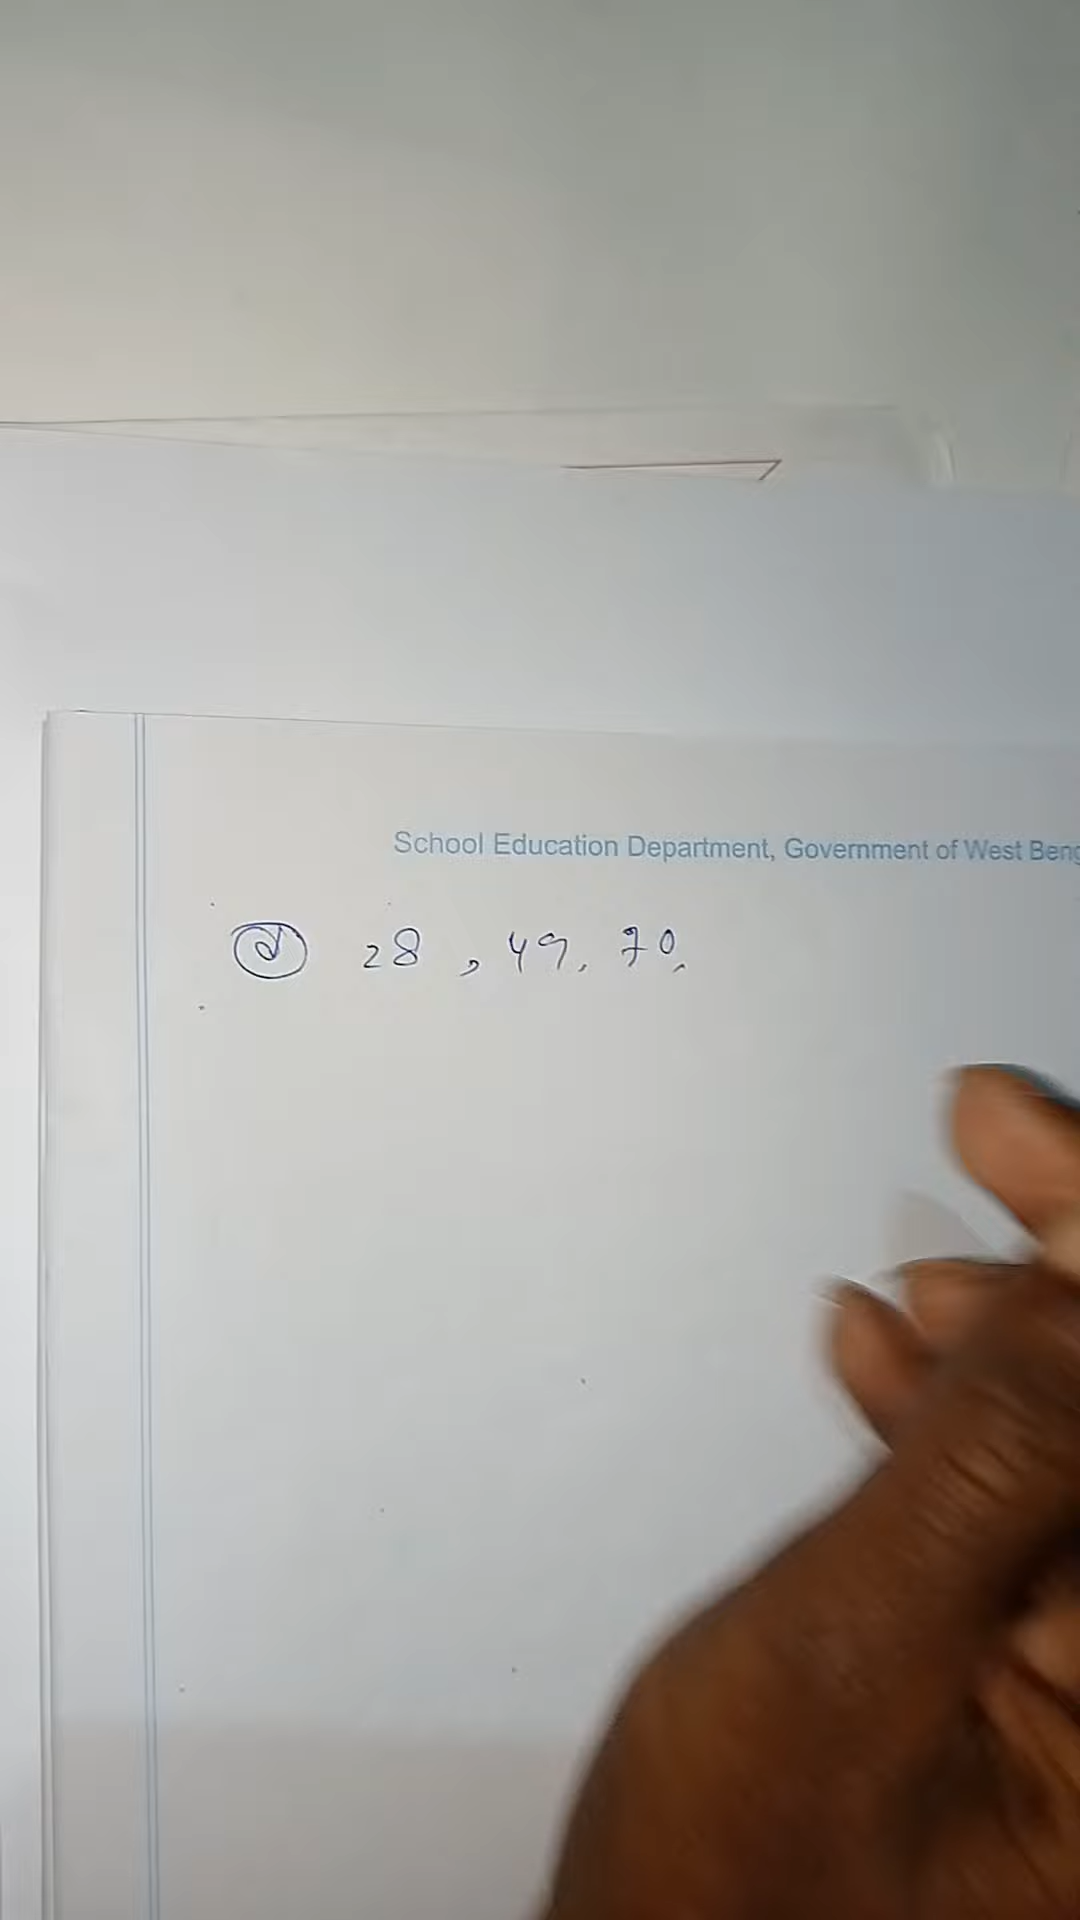 School Education Department, Government of West Beng
ⓓ 28, 49, 70,